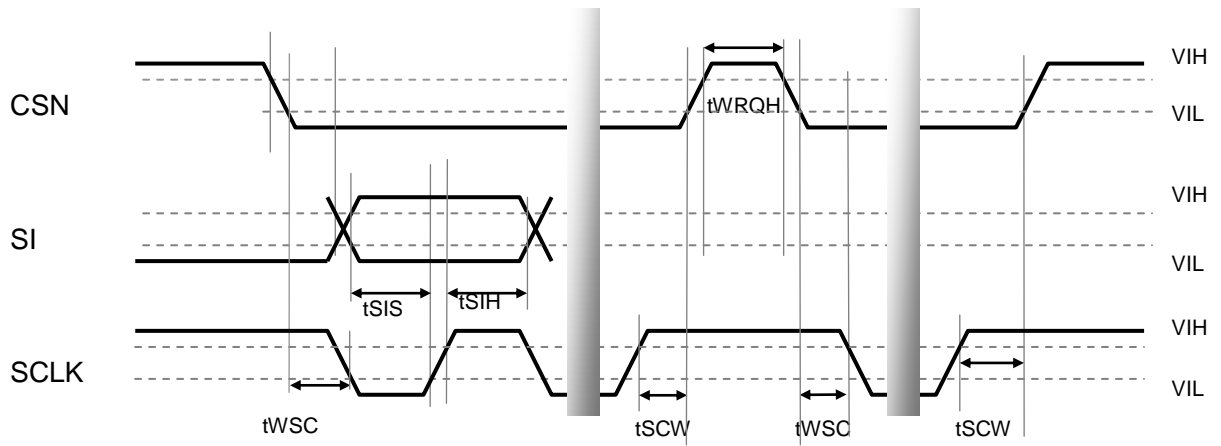 VIH
CSN
tWRQH
VIL
VIH
SI
VIL
tSIS
tSIH
VIH
SCLK
VIL
tWSC
tSCW
tWSC
tSCW